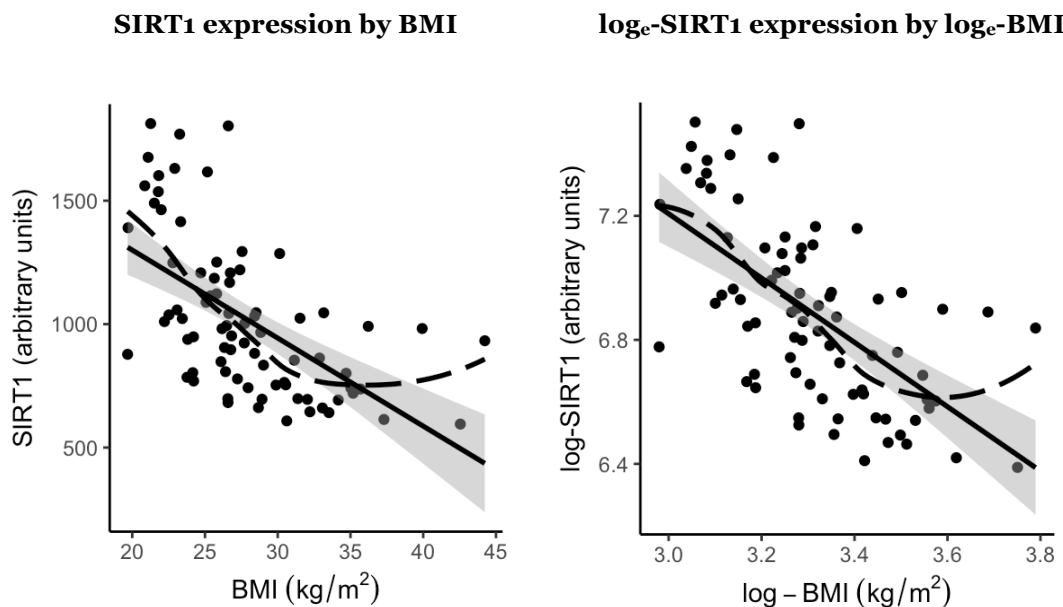 SIRT1 expression by BMI
logₑ-SIRT1 expression by logₑ-BMI
SIRT1 (arbitrary units)
1500
1000
500
20 25 30 35 40 45
BMI (kg/m²)
log-SIRT1 (arbitrary units)
7.2
6.8
6.4
3.0 3.2 3.4 3.6 3.8
log − BMI (kg/m²)